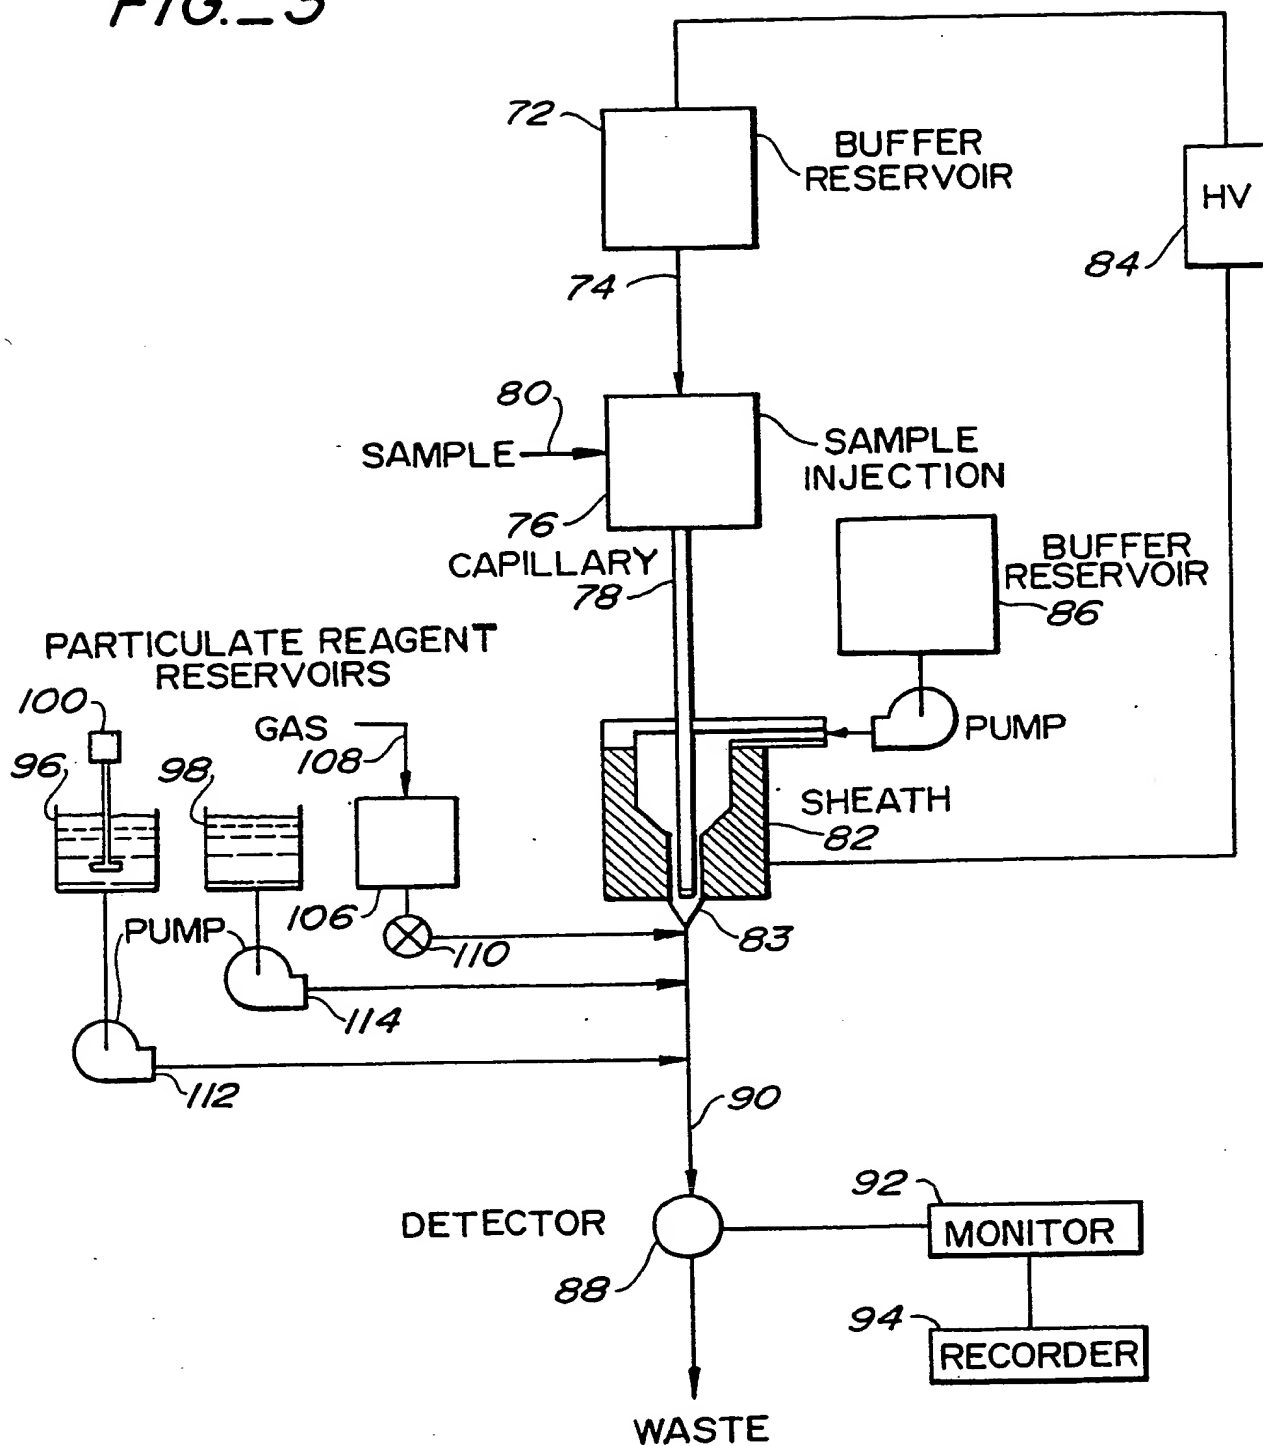 FIG._3
72
BUFFER
RESERVOIR
HV
84
74
80
SAMPLE
SAMPLE
INJECTION
76
CAPILLARY
78
BUFFER
RESERVOIR
86
PARTICULATE REAGENT
RESERVOIRS
100
GAS
108
PUMP
96
98
SHEATH
82
106
PUMP
110
83
114
112
90
92
DETECTOR
MONITOR
88
94
RECORDER
WASTE